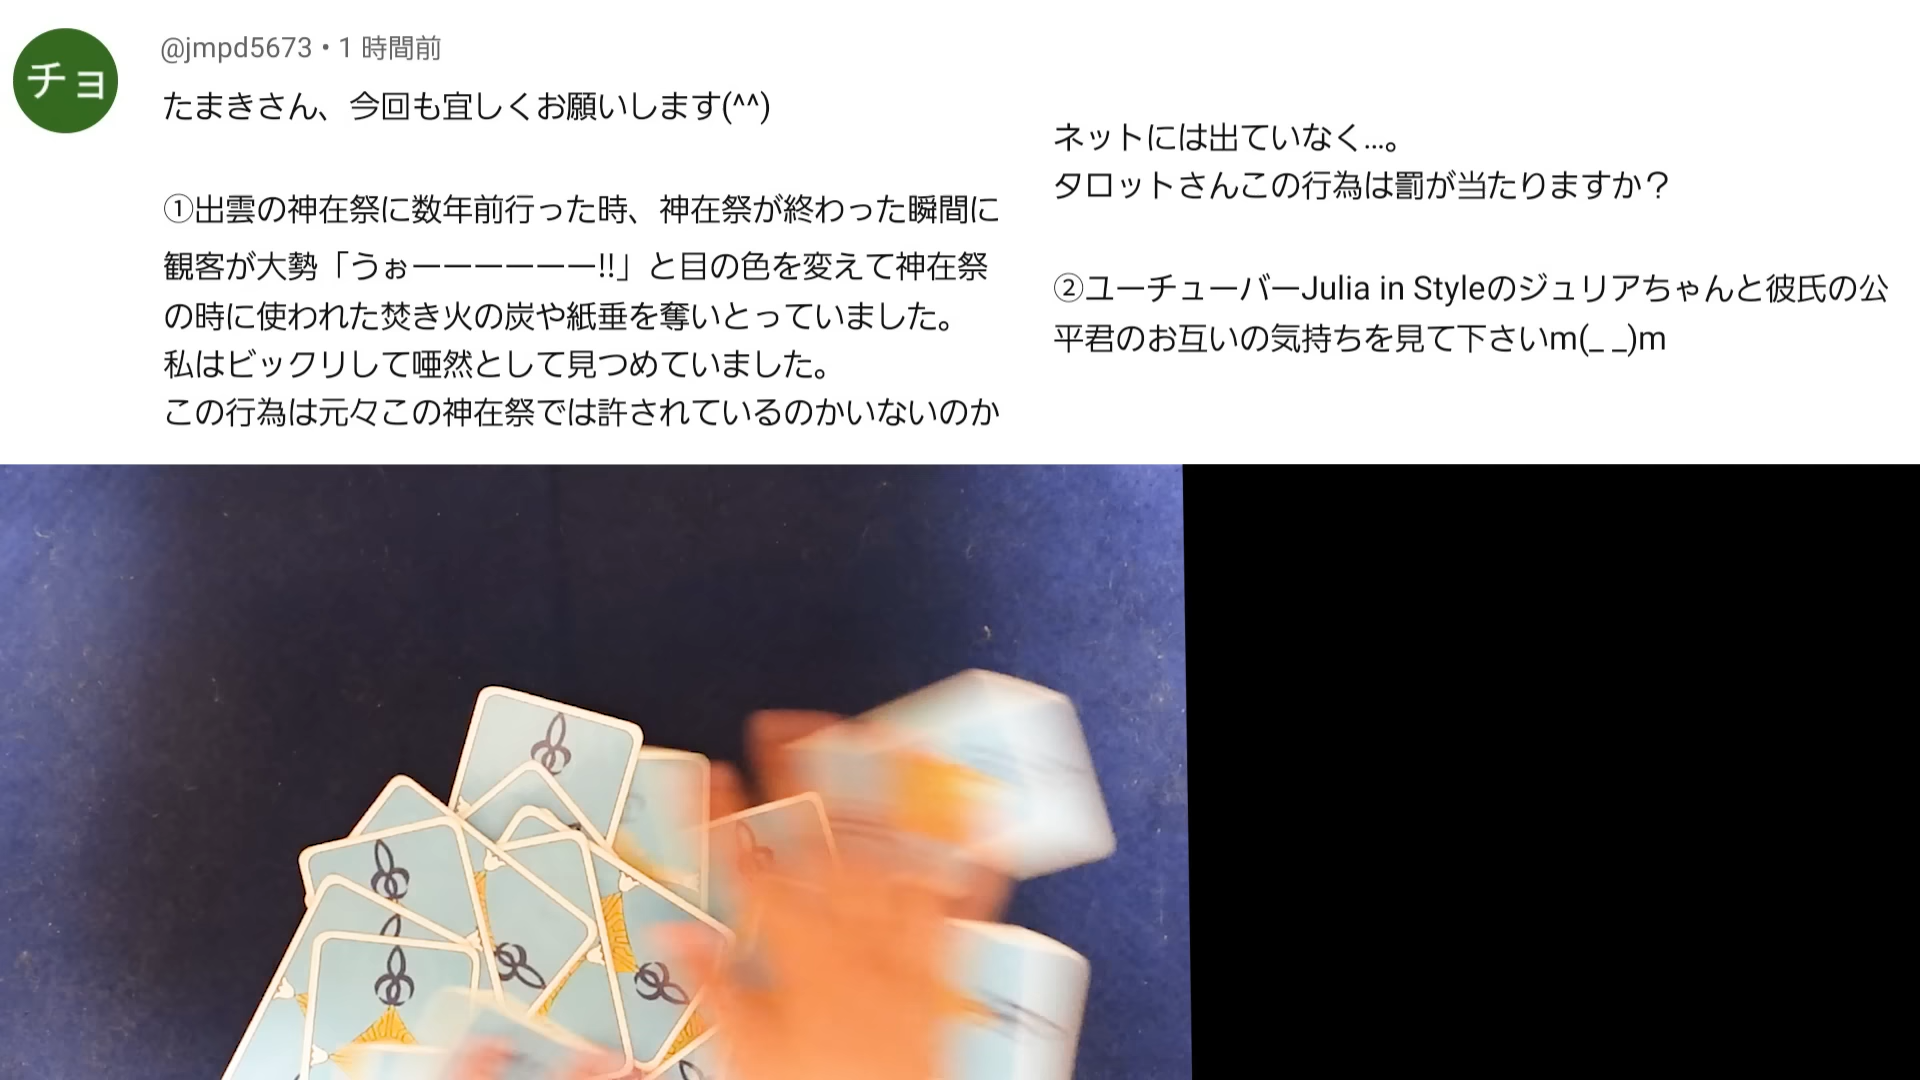 チョ
@jmpd5673 • 1 時間前
たまきさん、今回も宜しくお願いします(^^)
①出雲の神在祭に数年前行った時、神在祭が終わった瞬間に
観客が大勢「うぉーーーーーー!!」と目の色を変えて神在祭
の時に使われた焚き火の炭や紙垂を奪いとっていました。
私はビックリして唖然として見つめていました。
この行為は元々この神在祭では許されているのかいないのか
ネットには出ていなく...。
タロットさんこの行為は罰が当たりますか？
②ユーチューバーJulia in Styleのジュリアちゃんと彼氏の公
平君のお互いの気持ちを見て下さいm(_ _)m